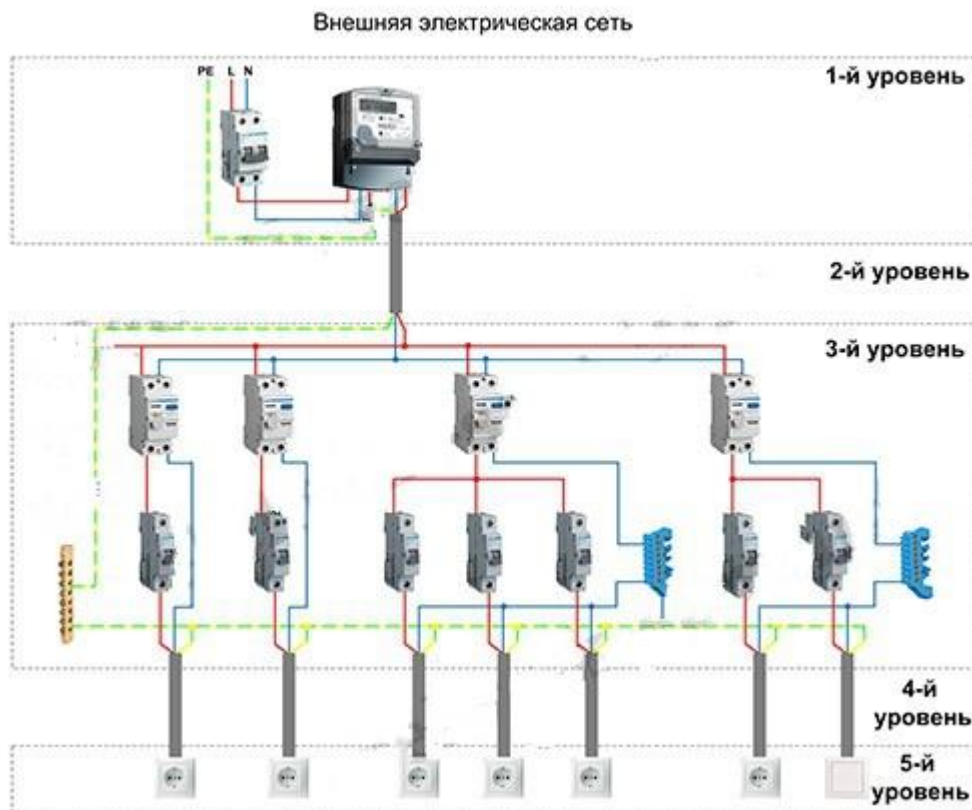 Внешняя электрическая сеть
1-й уровень
PE L N
2-й уровень
3-й уровень
4-й
уровень
5-й
уровень